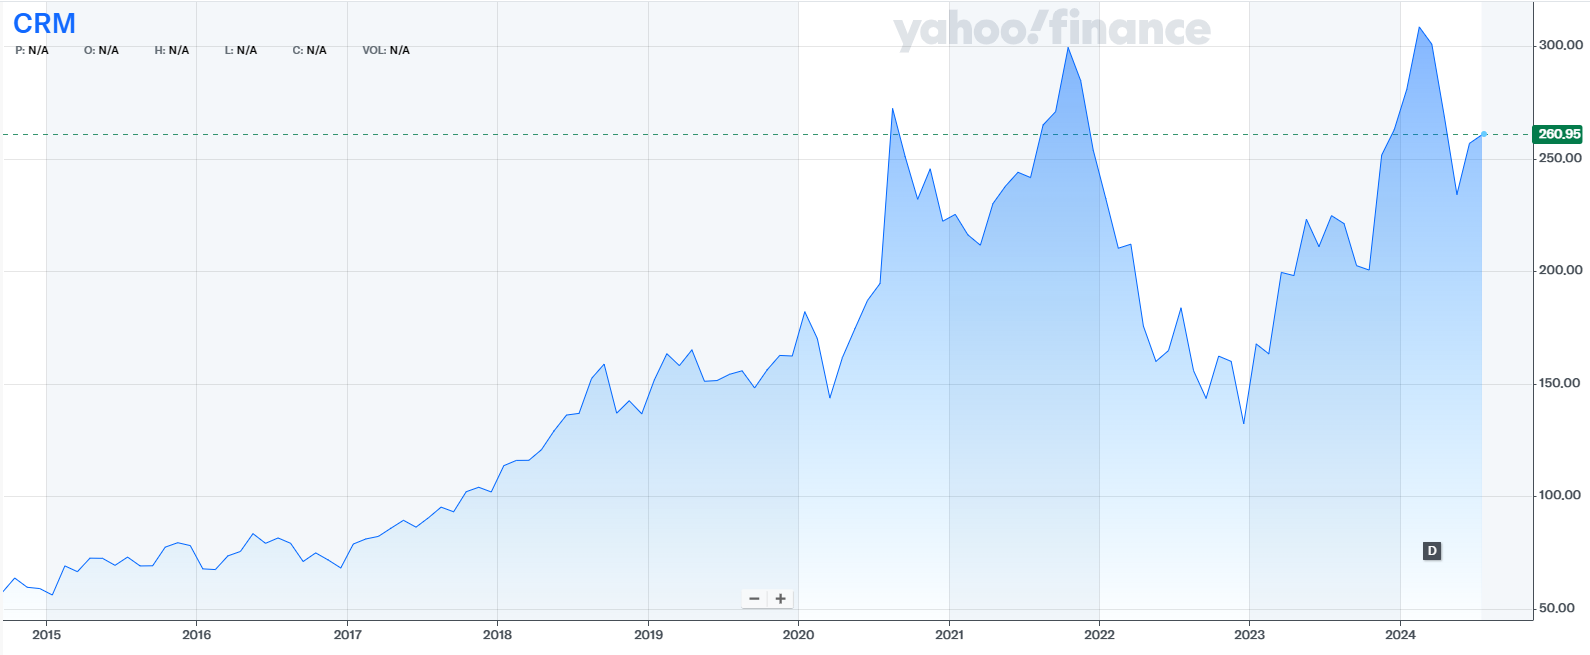 CRM
P: N/A O: N/A H: N/A L: N/A C: N/A VOL: N/A
yahoo!finance
300.00
260.95
250.00
200.00
150.00
100.00
D
50.00
− +
2015 2016 2017 2018 2019 2020 2021 2022 2023 2024